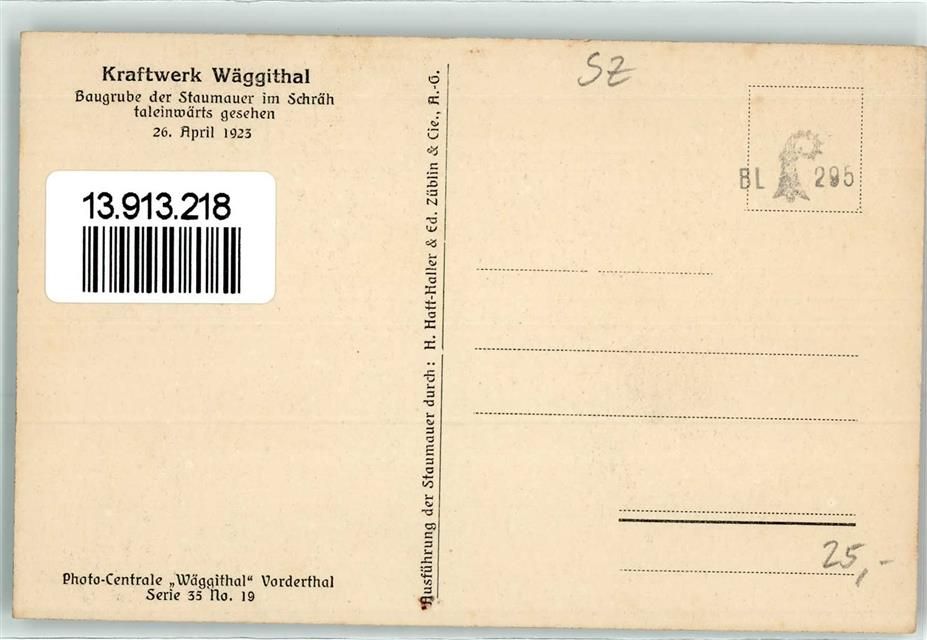 Kraftwerk Wäggithal
Baugrube der Staumauer im Schräh
taleinwärts gesehen
26. April 1923
13.913.218
Photo-Centrale „Wäggithal" Vorderthal
Serie 35 No. 19
Ausführung der Staumauer durch: H. Hatt-Haller & Ed. Züblin & Cie., A.-G.
SZ
BL 295
25,-